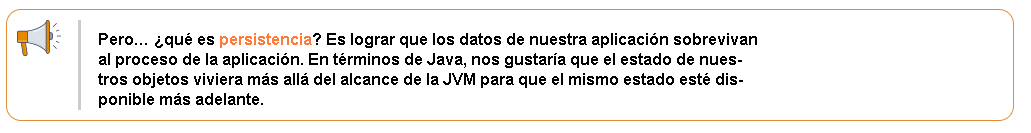 Pero... ¿qué es persistencia? Es lograr que los datos de nuestra aplicación sobrevivan
al proceso de la aplicación. En términos de Java, nos gustaría que el estado de nues-
tros objetos viviera más allá del alcance de la JVM para que el mismo estado esté dis-
ponible más adelante.